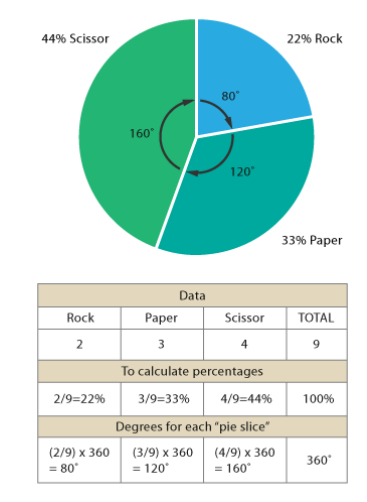 44% Scissor
22% Rock
80°
160°
120°
33% Paper
Data
Rock Paper Scissor TOTAL
2 3 4 9
To calculate percentages
2/9=22% 3/9=33% 4/9=44% 100%
Degrees for each “pie slice”
(2/9) x 360 (3/9) x 360 (4/9) x 360
= 80° = 120° = 160° 360°